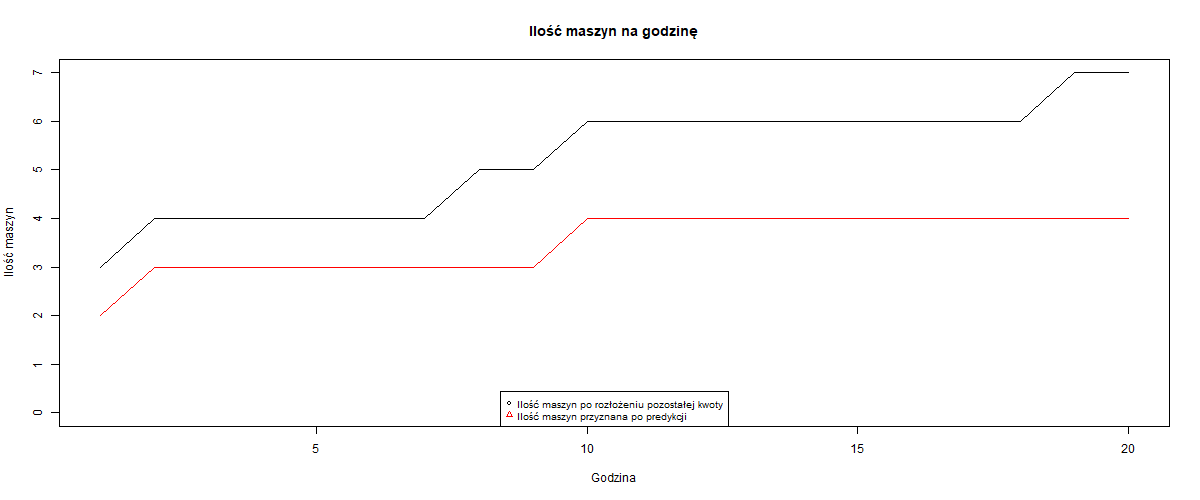 Ilość maszyn na godzinę
Ilość maszyn
7
6
5
4
3
2
1
0
Ilość maszyn po rozłożeniu pozostałej kwoty
Ilość maszyn przyznana po predykcji
5 10 15 20
Godzina